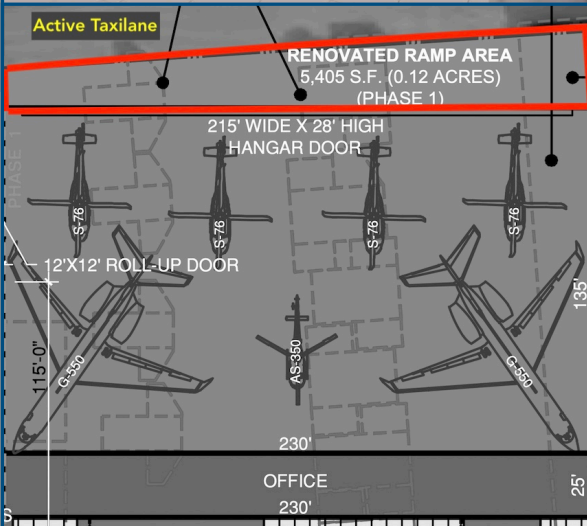 Active Taxilane
RENOVATED RAMP AREA
5,405 S.F. (0.12 ACRES)
(PHASE 1)
215' WIDE X 28' HIGH
HANGAR DOOR
PHASE 1
S-76
S-76
S-76
S-76
12'X12' ROLL-UP DOOR
135'
115'-0"
G-550
AS-350
G-550
230'
OFFICE
25'
230'
S